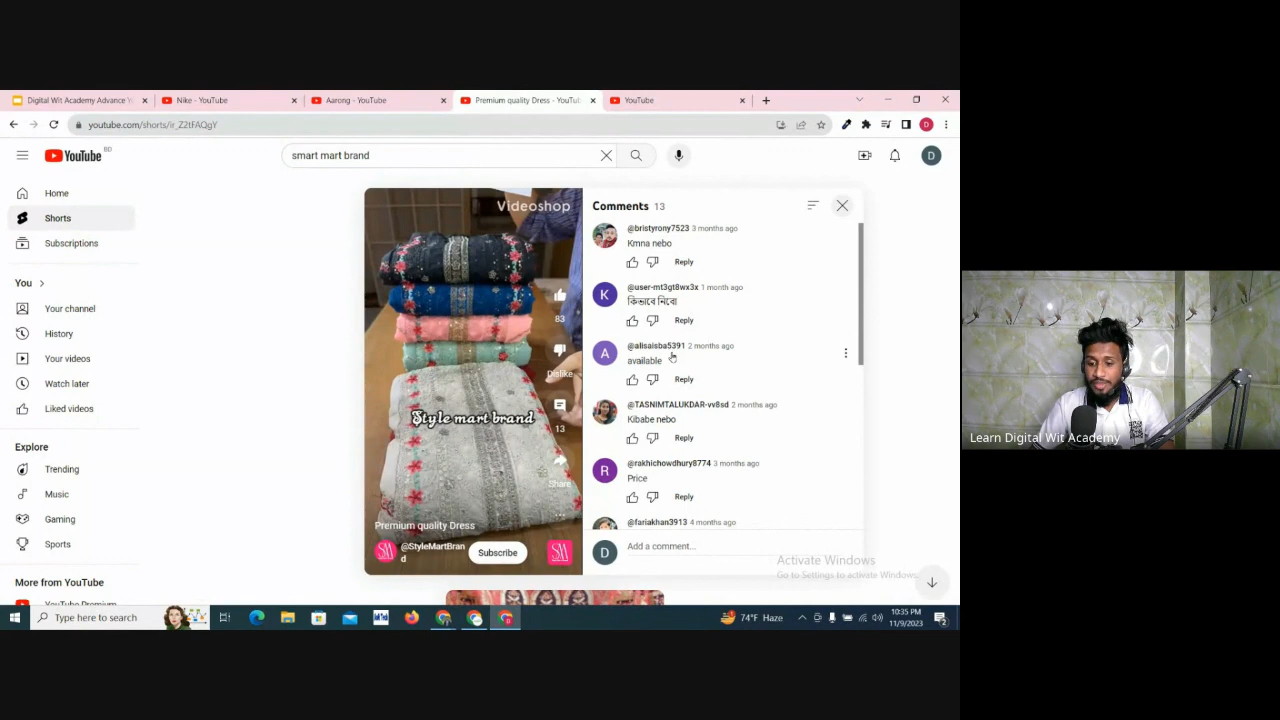 Digital Wit Academy Advance Y
Nike - YouTube
Aarong - YouTube
Premium quality Dress - YouTub
YouTube
youtube.com/shorts/ir_Z2tFAQgY
YouTube BD
smart mart brand
D
Home
Shorts
Subscriptions
You
Your channel
History
Your videos
Watch later
Liked videos
Explore
Trending
Music
Gaming
Sports
More from YouTube
YouTube Premium
Videoshop
Style mart brand
83
Dislike
13
Share
Premium quality Dress
@StyleMartBran
d
Subscribe
Comments 13
@bristyrony7523 3 months ago
Kmna nebo
Reply
K
@user-mt3gt8wx3x 1 month ago
কিভাবে নিবো
Reply
A
@alisaisba5391 2 months ago
available
Reply
@TASNIMTALUKDAR-vv8sd 2 months ago
Kibabe nebo
Reply
R
@rakhichowdhury8774 3 months ago
Price
Reply
@fariakhan3913 4 months ago
D
Add a comment...
Activate Windows
Go to Settings to activate Windows.
Type here to search
74°F Haze
10:35 PM
11/9/2023
Learn Digital Wit Academy